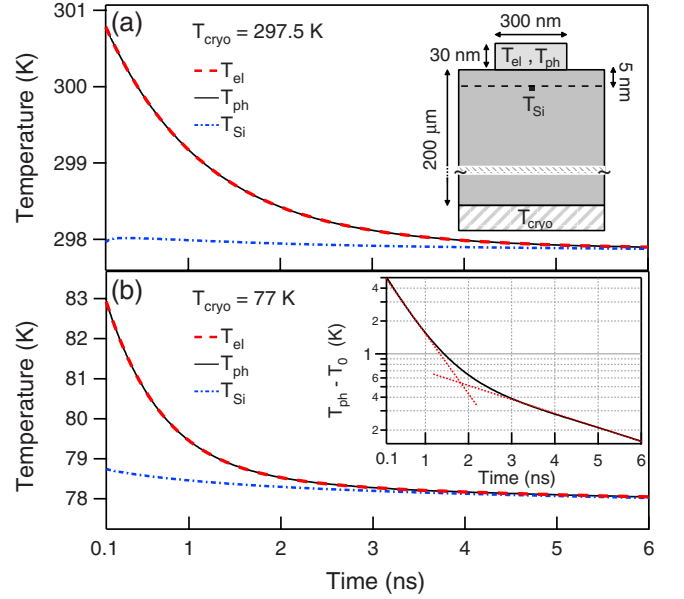 (a)
T_cryo = 297.5 K
T_el
T_ph
T_Si
Temperature (K)
301
300
299
298
300 nm
30 nm
T_el , T_ph
5 nm
T_Si
200 μm
~ ~
T_cryo
(b)
T_cryo = 77 K
T_el
T_ph
T_Si
Temperature (K)
83
82
81
80
79
78
T_ph - T_0 (K)
4
2
1
6
4
2
0.1 1 2 3 4 5 6
Time (ns)
0.1 1 2 3 4 5 6
Time (ns)